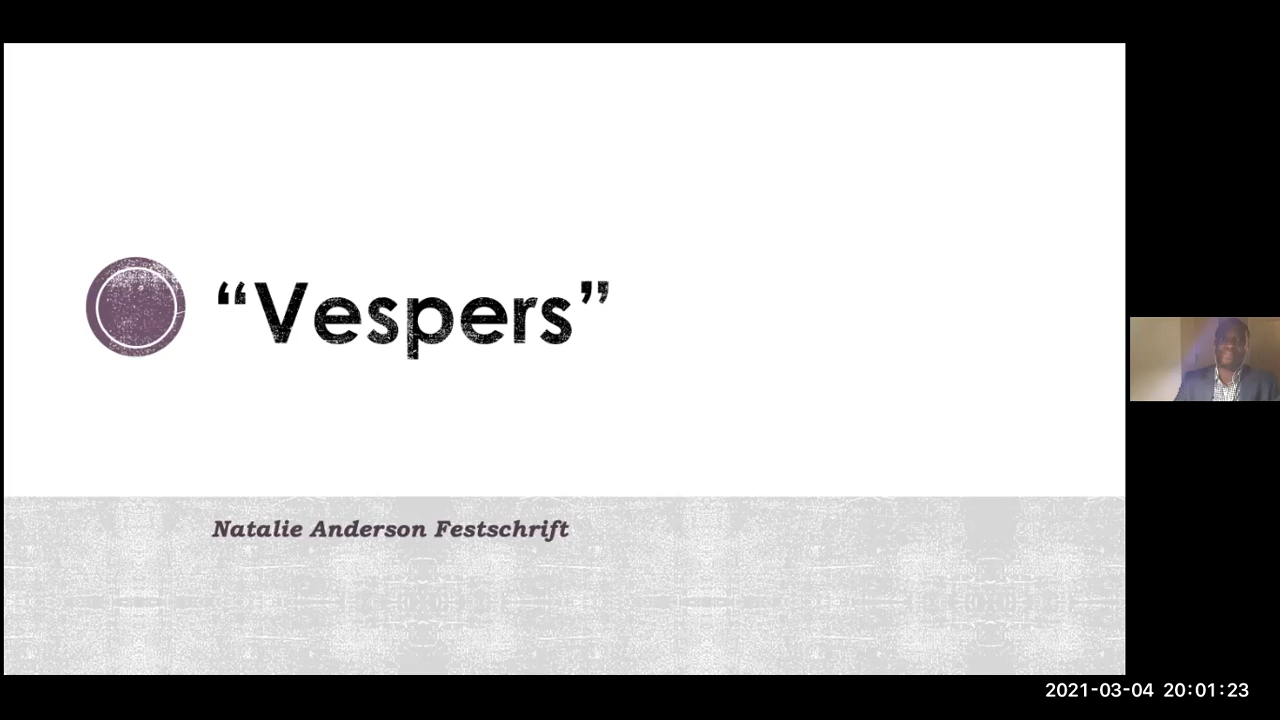 “Vespers”
Natalie Anderson Festschrift
2021-03-04 20:01:23